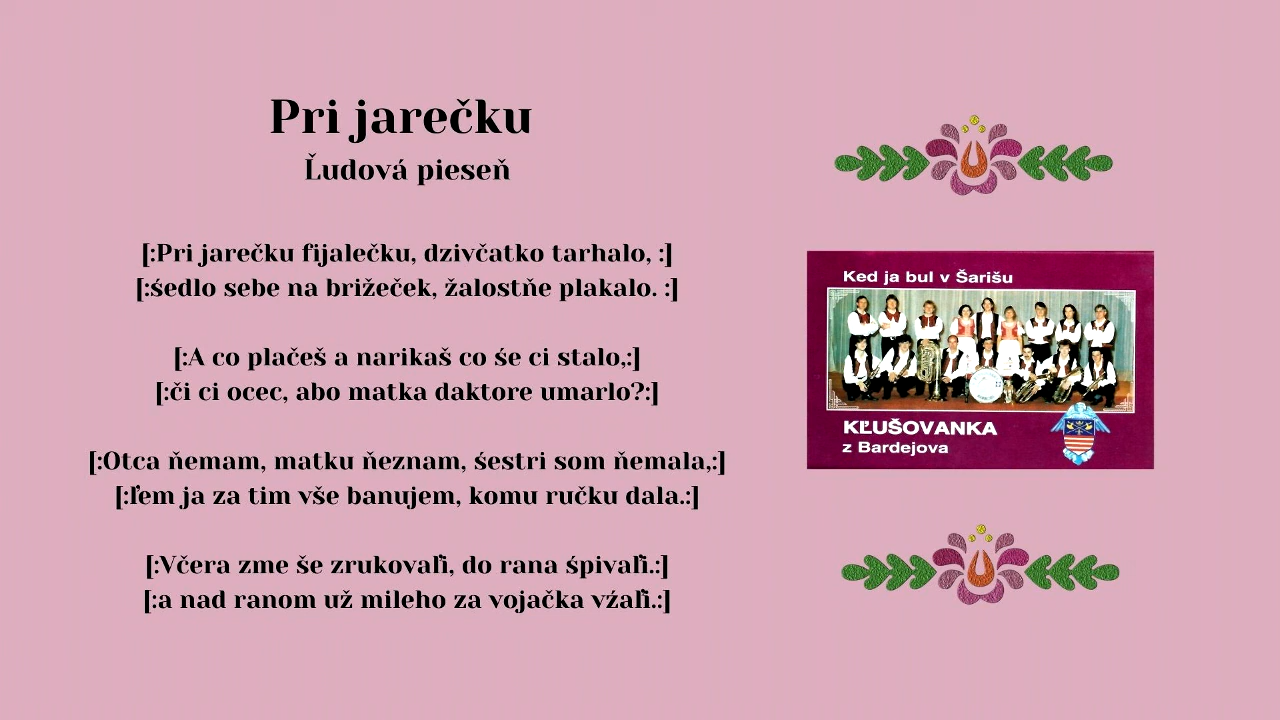 Pri jarečku
Ľudová pieseň
[:Pri jarečku fijalečku, dzivčatko tarhalo, :]
[:śedlo sebe na brižeček, žalostňe plakalo. :]
[:A co plačeš a narikaš co śe ci stalo,:]
[:či ci ocec, abo matka daktore umarlo?:]
[:Otca ňemam, matku neznam, śestri som ňemala,:]
[:ľem ja za tim vše banujem, komu ručku dala.:]
[:Včera zme še zrukovaľi, do rana śpivaľi.:]
[:a nad ranom už mileho za vojačka vźaľi.:]
Ked ja bul v Šarišu
KĽUŠOVANKA
z Bardejova